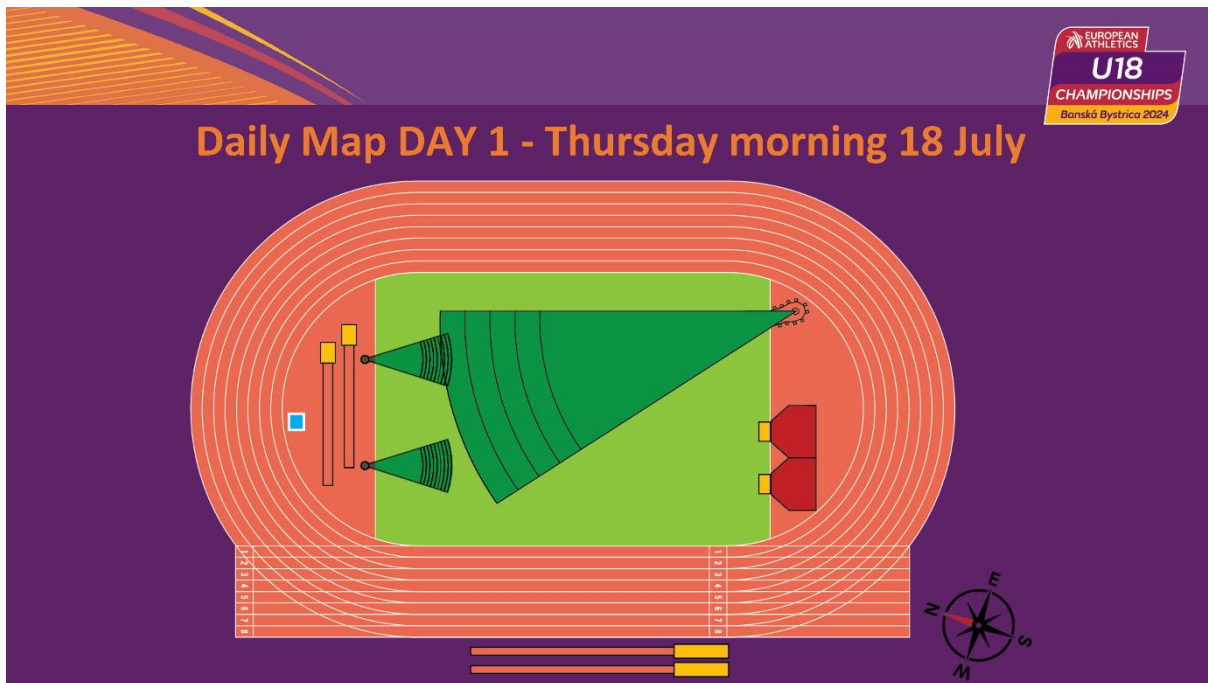 EUROPEAN
ATHLETICS
U18
CHAMPIONSHIPS
Banská Bystrica 2024
Daily Map DAY 1 - Thursday morning 18 July
1 1
2 2
3 3
4 4
5 5
6 6
7 7
8 8
E
N
S
W